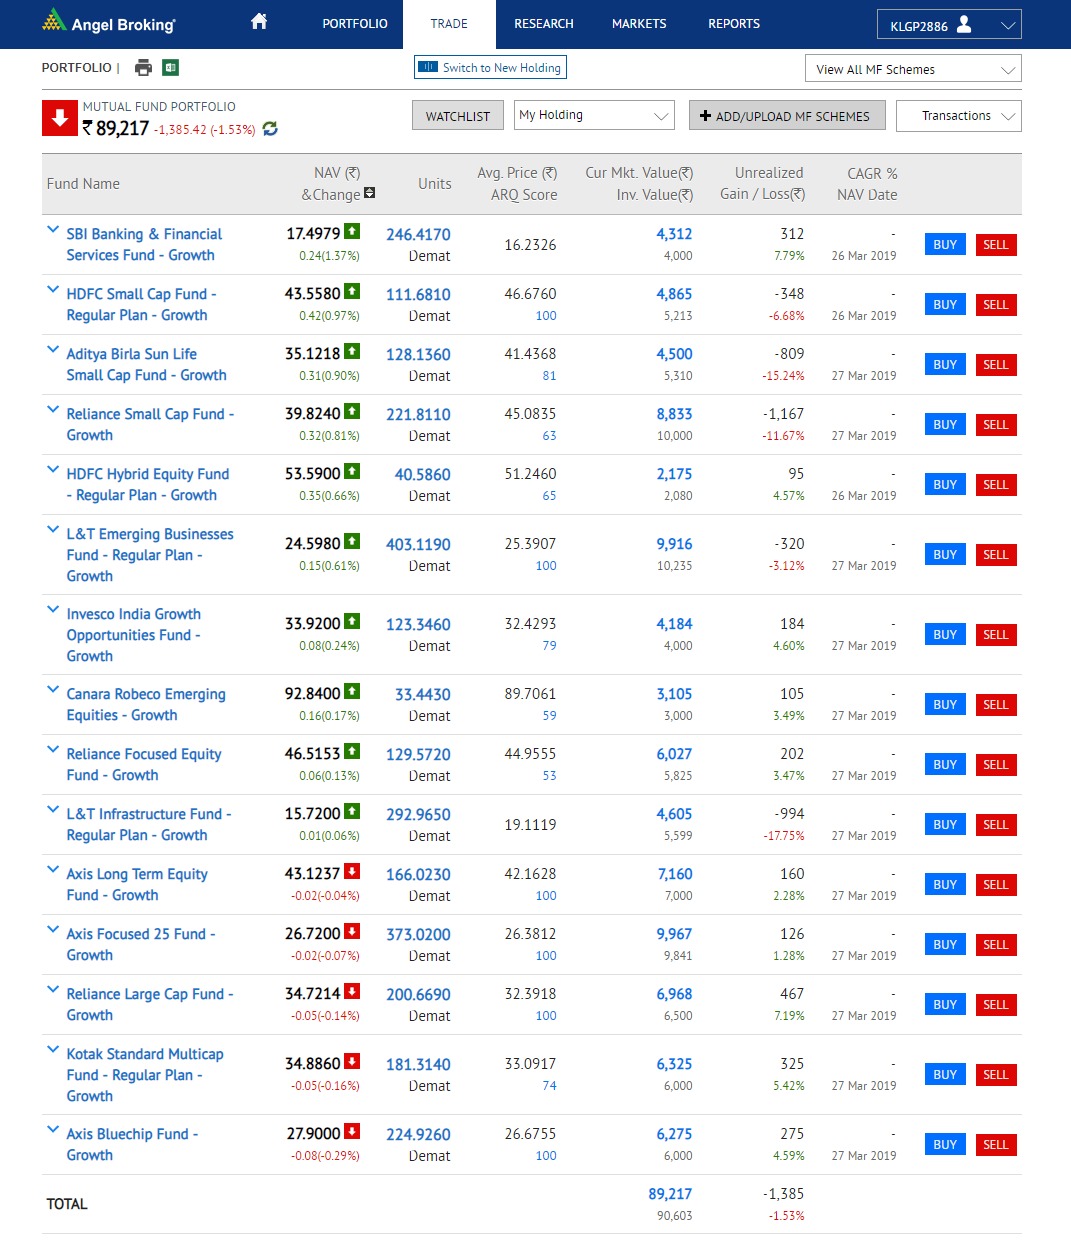 Angel Broking
PORTFOLIO TRADE RESEARCH MARKETS REPORTS KLGP2886
PORTFOLIO | Switch to New Holding View All MF Schemes
MUTUAL FUND PORTFOLIO
₹ 89,217 -1,385.42 (-1.53%)
WATCHLIST My Holding + ADD/UPLOAD MF SCHEMES Transactions
Fund Name NAV (₹) &Change Units Avg. Price (₹) ARQ Score Cur Mkt. Value(₹) Inv. Value(₹) Unrealized Gain / Loss(₹) CAGR % NAV Date
SBI Banking & Financial 17.4979 246.4170 16.2326 4,312 312 - BUY SELL
Services Fund - Growth 0.24(1.37%) Demat 4,000 7.79% 26 Mar 2019
HDFC Small Cap Fund - 43.5580 111.6810 46.6760 4,865 -348 - BUY SELL
Regular Plan - Growth 0.42(0.97%) Demat 100 5,213 -6.68% 26 Mar 2019
Aditya Birla Sun Life 35.1218 128.1360 41.4368 4,500 -809 - BUY SELL
Small Cap Fund - Growth 0.31(0.90%) Demat 81 5,310 -15.24% 27 Mar 2019
Reliance Small Cap Fund - 39.8240 221.8110 45.0835 8,833 -1,167 - BUY SELL
Growth 0.32(0.81%) Demat 63 10,000 -11.67% 27 Mar 2019
HDFC Hybrid Equity Fund 53.5900 40.5860 51.2460 2,175 95 - BUY SELL
- Regular Plan - Growth 0.35(0.66%) Demat 65 2,080 4.57% 26 Mar 2019
L&T Emerging Businesses 24.5980 403.1190 25.3907 9,916 -320 - BUY SELL
Fund - Regular Plan - 0.15(0.61%) Demat 100 10,235 -3.12% 27 Mar 2019
Growth
Invesco India Growth 33.9200 123.3460 32.4293 4,184 184 - BUY SELL
Opportunities Fund - 0.08(0.24%) Demat 79 4,000 4.60% 27 Mar 2019
Growth
Canara Robeco Emerging 92.8400 33.4430 89.7061 3,105 105 - BUY SELL
Equities - Growth 0.16(0.17%) Demat 59 3,000 3.49% 27 Mar 2019
Reliance Focused Equity 46.5153 129.5720 44.9555 6,027 202 - BUY SELL
Fund - Growth 0.06(0.13%) Demat 53 5,825 3.47% 27 Mar 2019
L&T Infrastructure Fund - 15.7200 292.9650 19.1119 4,605 -994 - BUY SELL
Regular Plan - Growth 0.01(0.06%) Demat 5,599 -17.75% 27 Mar 2019
Axis Long Term Equity 43.1237 166.0230 42.1628 7,160 160 - BUY SELL
Fund - Growth -0.02(-0.04%) Demat 100 7,000 2.28% 27 Mar 2019
Axis Focused 25 Fund - 26.7200 373.0200 26.3812 9,967 126 - BUY SELL
Growth -0.02(-0.07%) Demat 100 9,841 1.28% 27 Mar 2019
Reliance Large Cap Fund - 34.7214 200.6690 32.3918 6,968 467 - BUY SELL
Growth -0.05(-0.14%) Demat 100 6,500 7.19% 27 Mar 2019
Kotak Standard Multicap 34.8860 181.3140 33.0917 6,325 325 - BUY SELL
Fund - Regular Plan - -0.05(-0.16%) Demat 74 6,000 5.42% 27 Mar 2019
Growth
Axis Bluechip Fund - 27.9000 224.9260 26.6755 6,275 275 - BUY SELL
Growth -0.08(-0.29%) Demat 100 6,000 4.59% 27 Mar 2019
TOTAL 89,217 -1,385
90,603 -1.53%